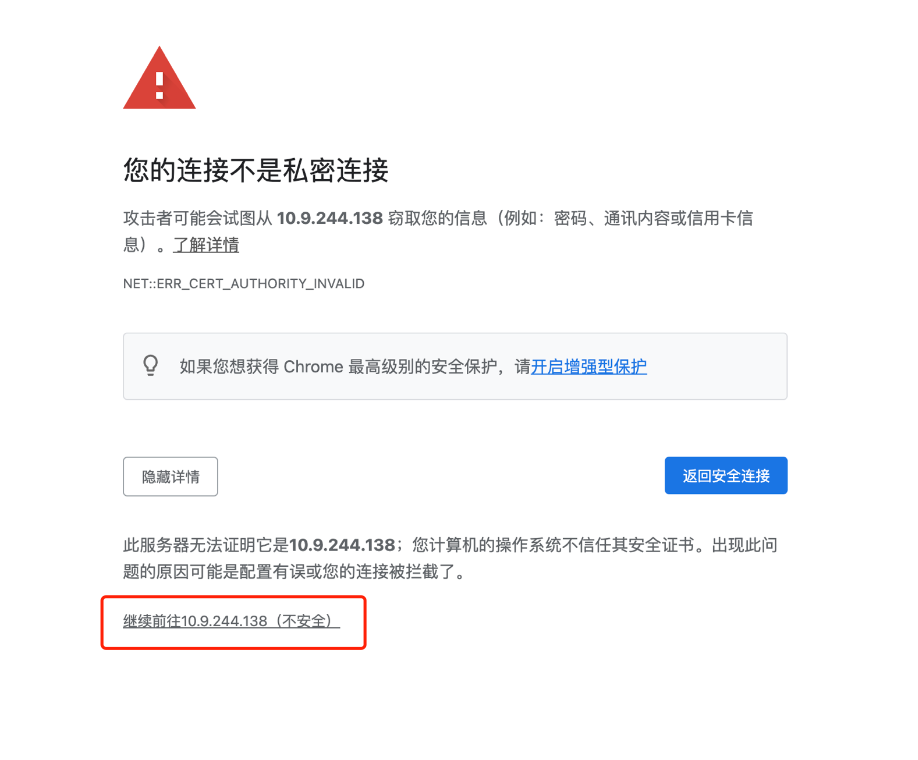 您的连接不是私密连接
攻击者可能会试图从 10.9.244.138 窃取您的信息（例如：密码、通讯内容或信用卡信
息）。了解详情
NET::ERR_CERT_AUTHORITY_INVALID
如果您想获得 Chrome 最高级别的安全保护，请开启增强型保护
隐藏详情
返回安全连接
此服务器无法证明它是10.9.244.138；您计算机的操作系统不信任其安全证书。出现此问
题的原因可能是配置有误或您的连接被拦截了。
继续前往10.9.244.138（不安全）